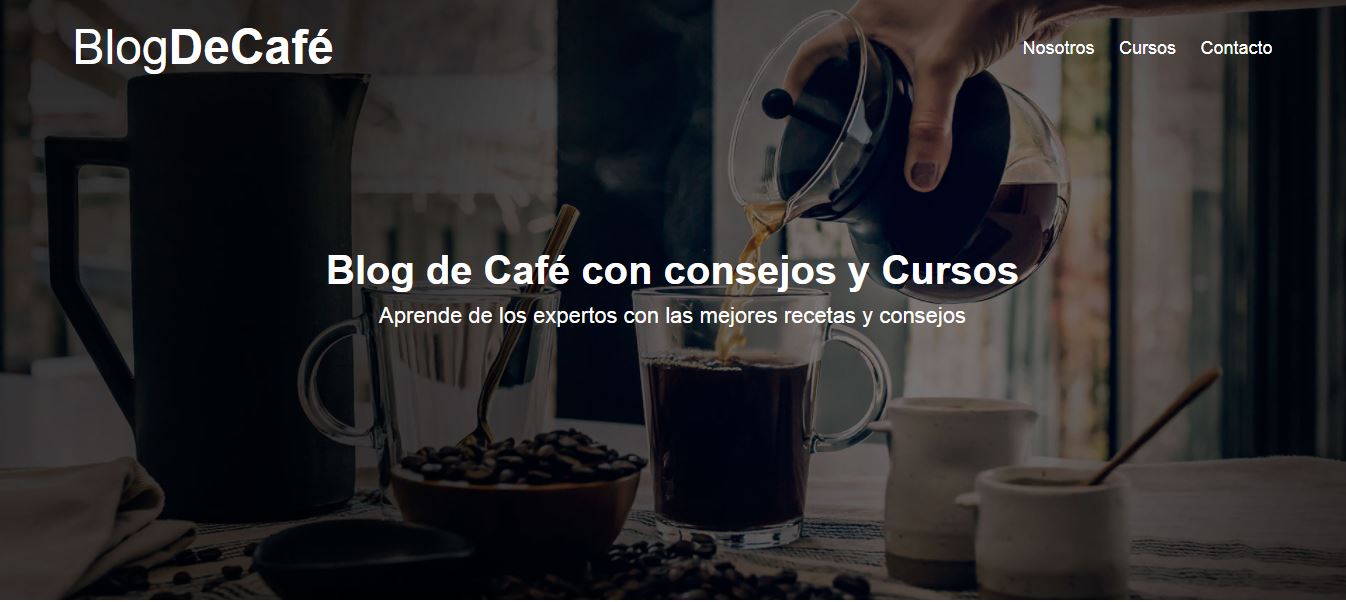 BlogDeCafé
Nosotros Cursos Contacto
Blog de Café con consejos y Cursos
Aprende de los expertos con las mejores recetas y consejos